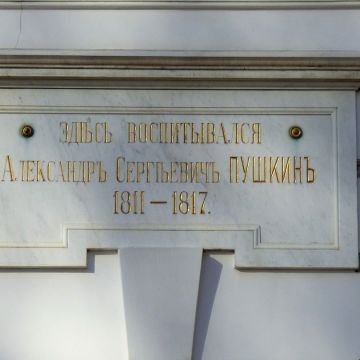 ЗДѢСЬ ВОСПИТЫВАЛСЯ
АЛЕКСАНДРЪ СЕРГѢЕВИЧЪ ПУШКИНЪ
1811 — 1817.